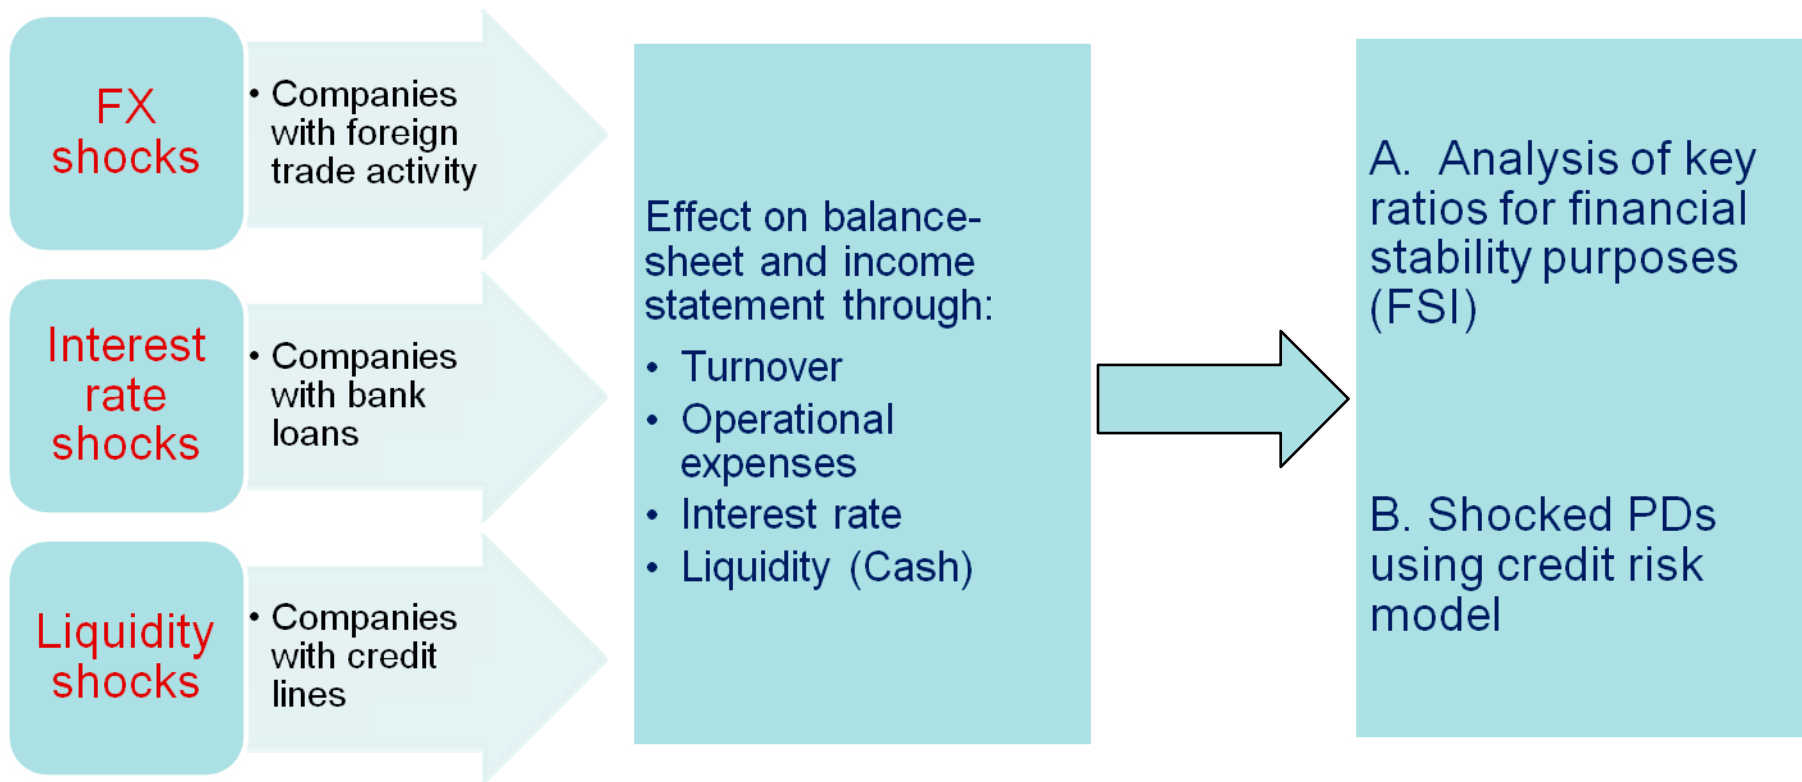 FX
shocks
• Companies
with foreign
trade activity
Interest
rate
shocks
• Companies
with bank
loans
Liquidity
shocks
• Companies
with credit
lines
Effect on balance-
sheet and income
statement through:
• Turnover
• Operational
expenses
• Interest rate
• Liquidity (Cash)
A. Analysis of key
ratios for financial
stability purposes
(FSI)
B. Shocked PDs
using credit risk
model